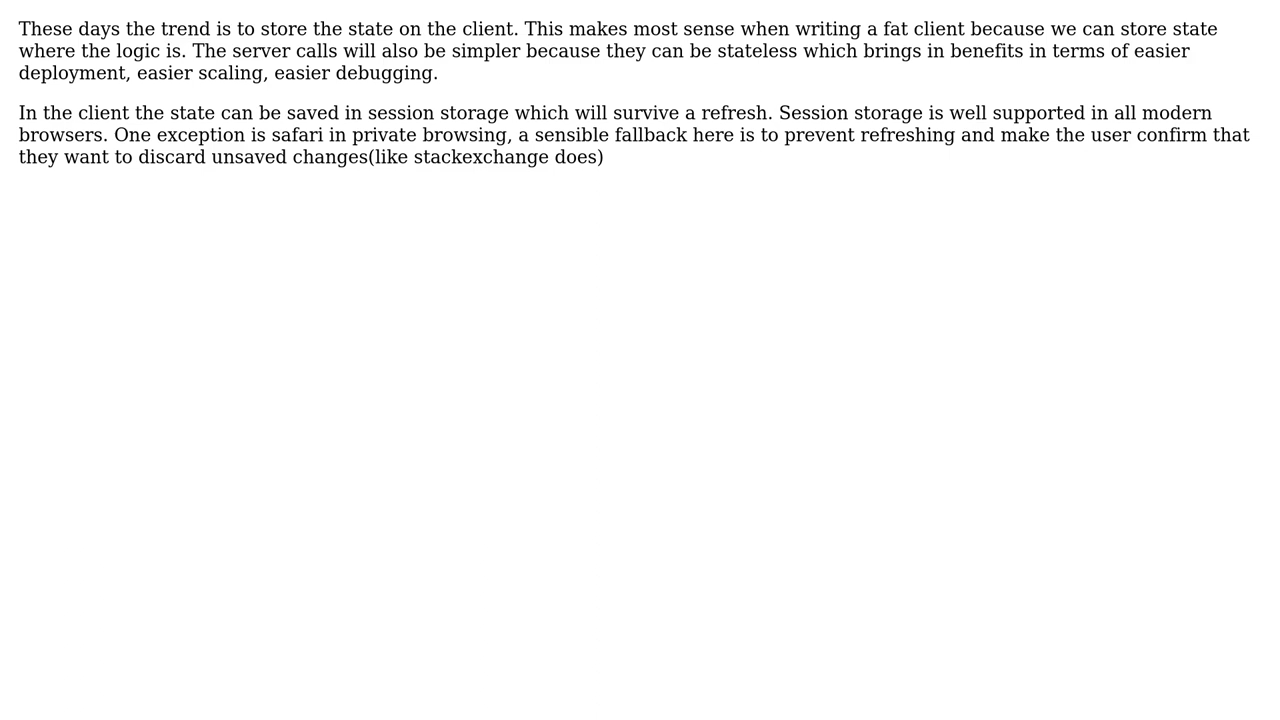 These days the trend is to store the state on the client. This makes most sense when writing a fat client because we can store state
where the logic is. The server calls will also be simpler because they can be stateless which brings in benefits in terms of easier
deployment, easier scaling, easier debugging.
In the client the state can be saved in session storage which will survive a refresh. Session storage is well supported in all modern
browsers. One exception is safari in private browsing, a sensible fallback here is to prevent refreshing and make the user confirm that
they want to discard unsaved changes(like stackexchange does)